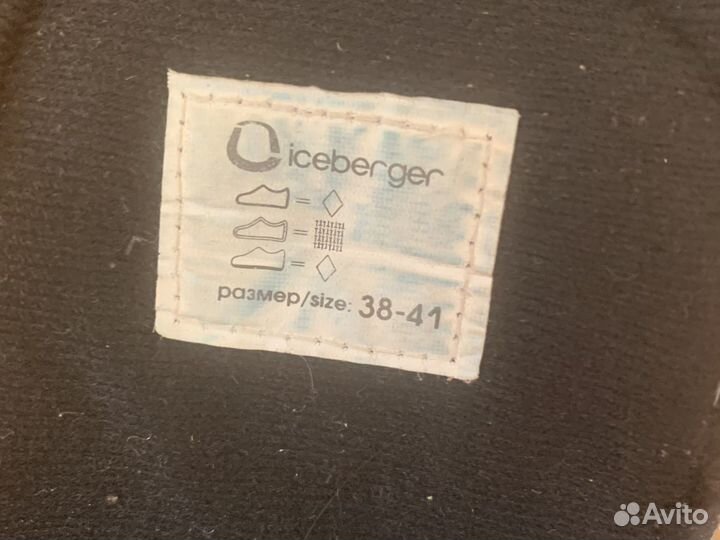 iceberger
=
=
=
размер/size: 38-41
Avito